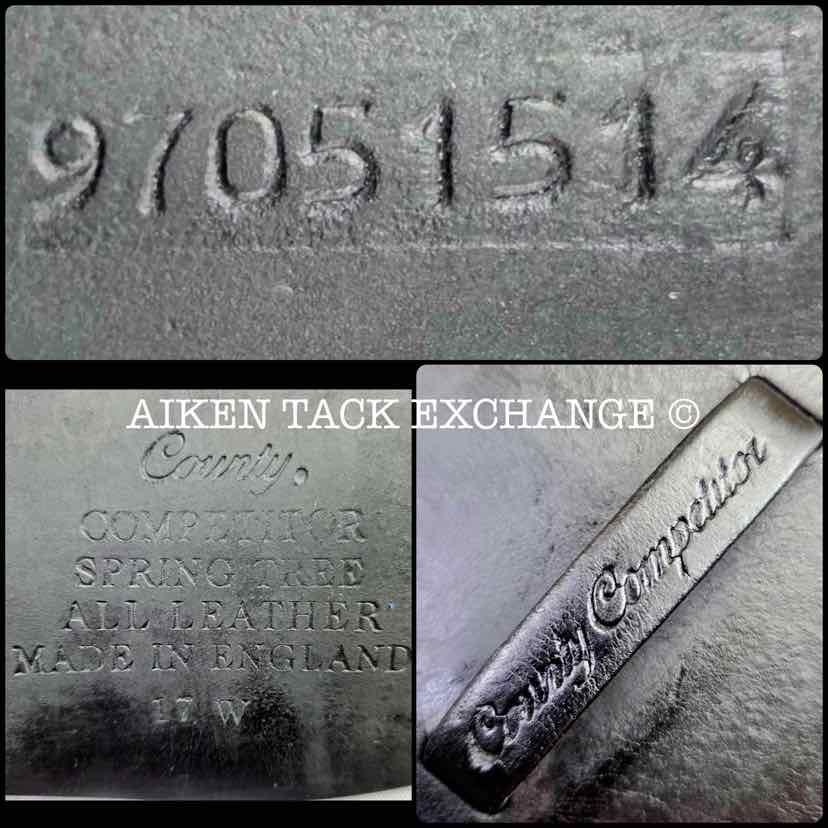 97051514
AIKEN TACK EXCHANGE ©
County.
COMPETITOR
SPRING TREE
ALL LEATHER
MADE IN ENGLAND
17 W
County Competitor